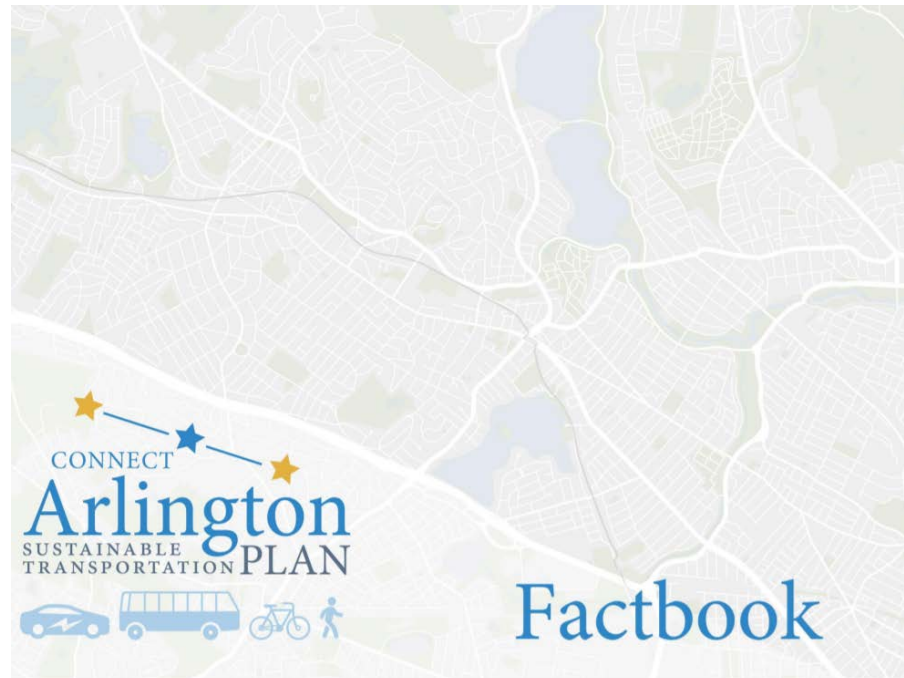 CONNECT
Arlington
SUSTAINABLE
TRANSPORTATION PLAN
Factbook